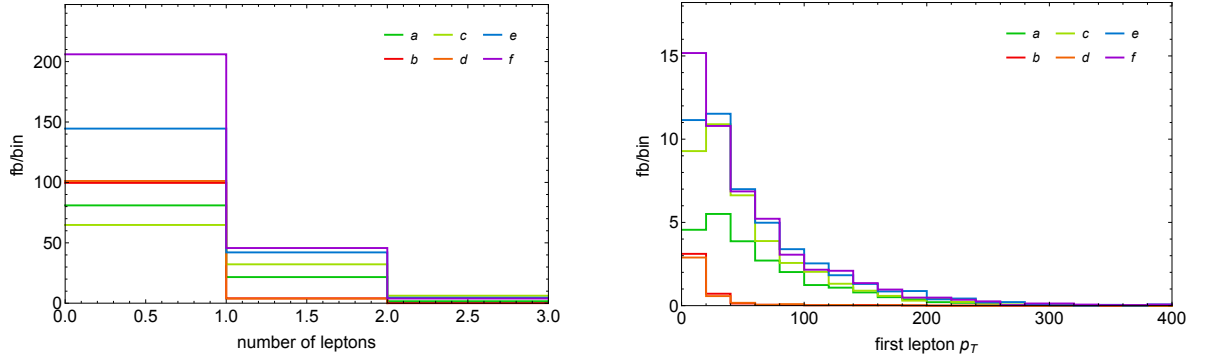 a c e
b d f
fb/bin
200
150
100
50
0
0.0 0.5 1.0 1.5 2.0 2.5 3.0
number of leptons
a c e
b d f
fb/bin
15
10
5
0
0 100 200 300 400
first lepton pT